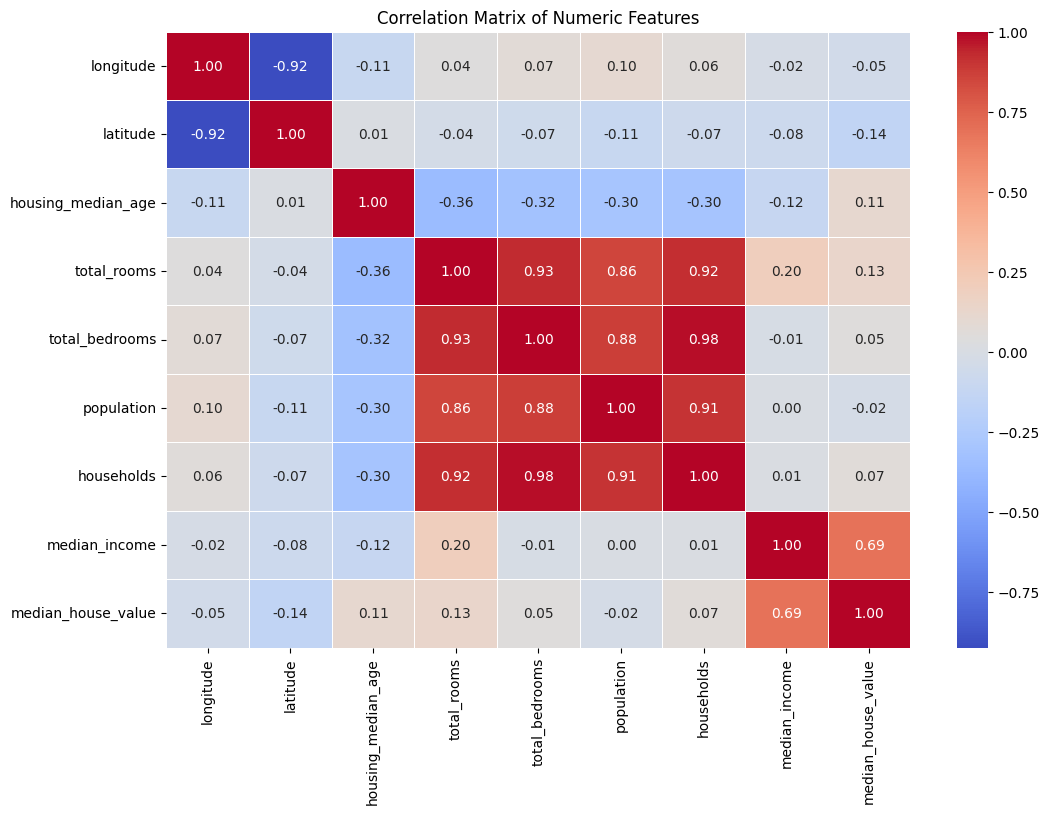 Correlation Matrix of Numeric Features
longitude 1.00 -0.92 -0.11 0.04 0.07 0.10 0.06 -0.02 -0.05
latitude -0.92 1.00 0.01 -0.04 -0.07 -0.11 -0.07 -0.08 -0.14
housing_median_age -0.11 0.01 1.00 -0.36 -0.32 -0.30 -0.30 -0.12 0.11
total_rooms 0.04 -0.04 -0.36 1.00 0.93 0.86 0.92 0.20 0.13
total_bedrooms 0.07 -0.07 -0.32 0.93 1.00 0.88 0.98 -0.01 0.05
population 0.10 -0.11 -0.30 0.86 0.88 1.00 0.91 0.00 -0.02
households 0.06 -0.07 -0.30 0.92 0.98 0.91 1.00 0.01 0.07
median_income -0.02 -0.08 -0.12 0.20 -0.01 0.00 0.01 1.00 0.69
median_house_value -0.05 -0.14 0.11 0.13 0.05 -0.02 0.07 0.69 1.00
longitude
latitude
housing_median_age
total_rooms
total_bedrooms
population
households
median_income
median_house_value
1.00
0.75
0.50
0.25
0.00
−0.25
−0.50
−0.75